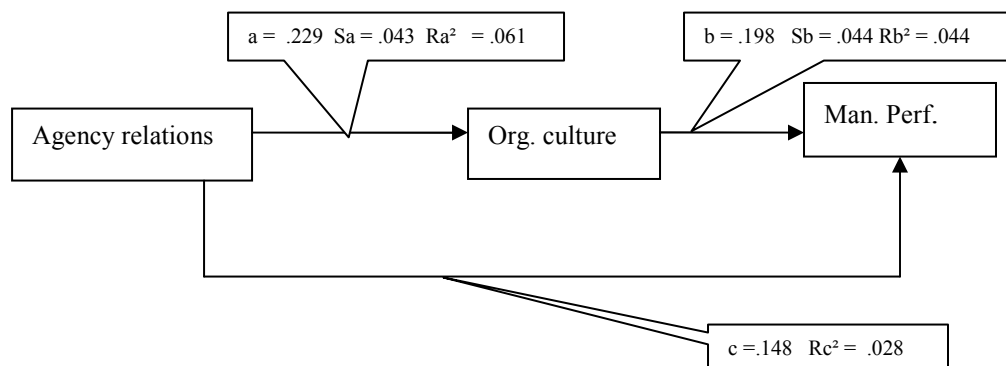 a = .229 Sa = .043 Ra² = .061
b = .198 Sb = .044 Rb² = .044
Agency relations
Org. culture
Man. Perf.
c =.148 Rc² = .028